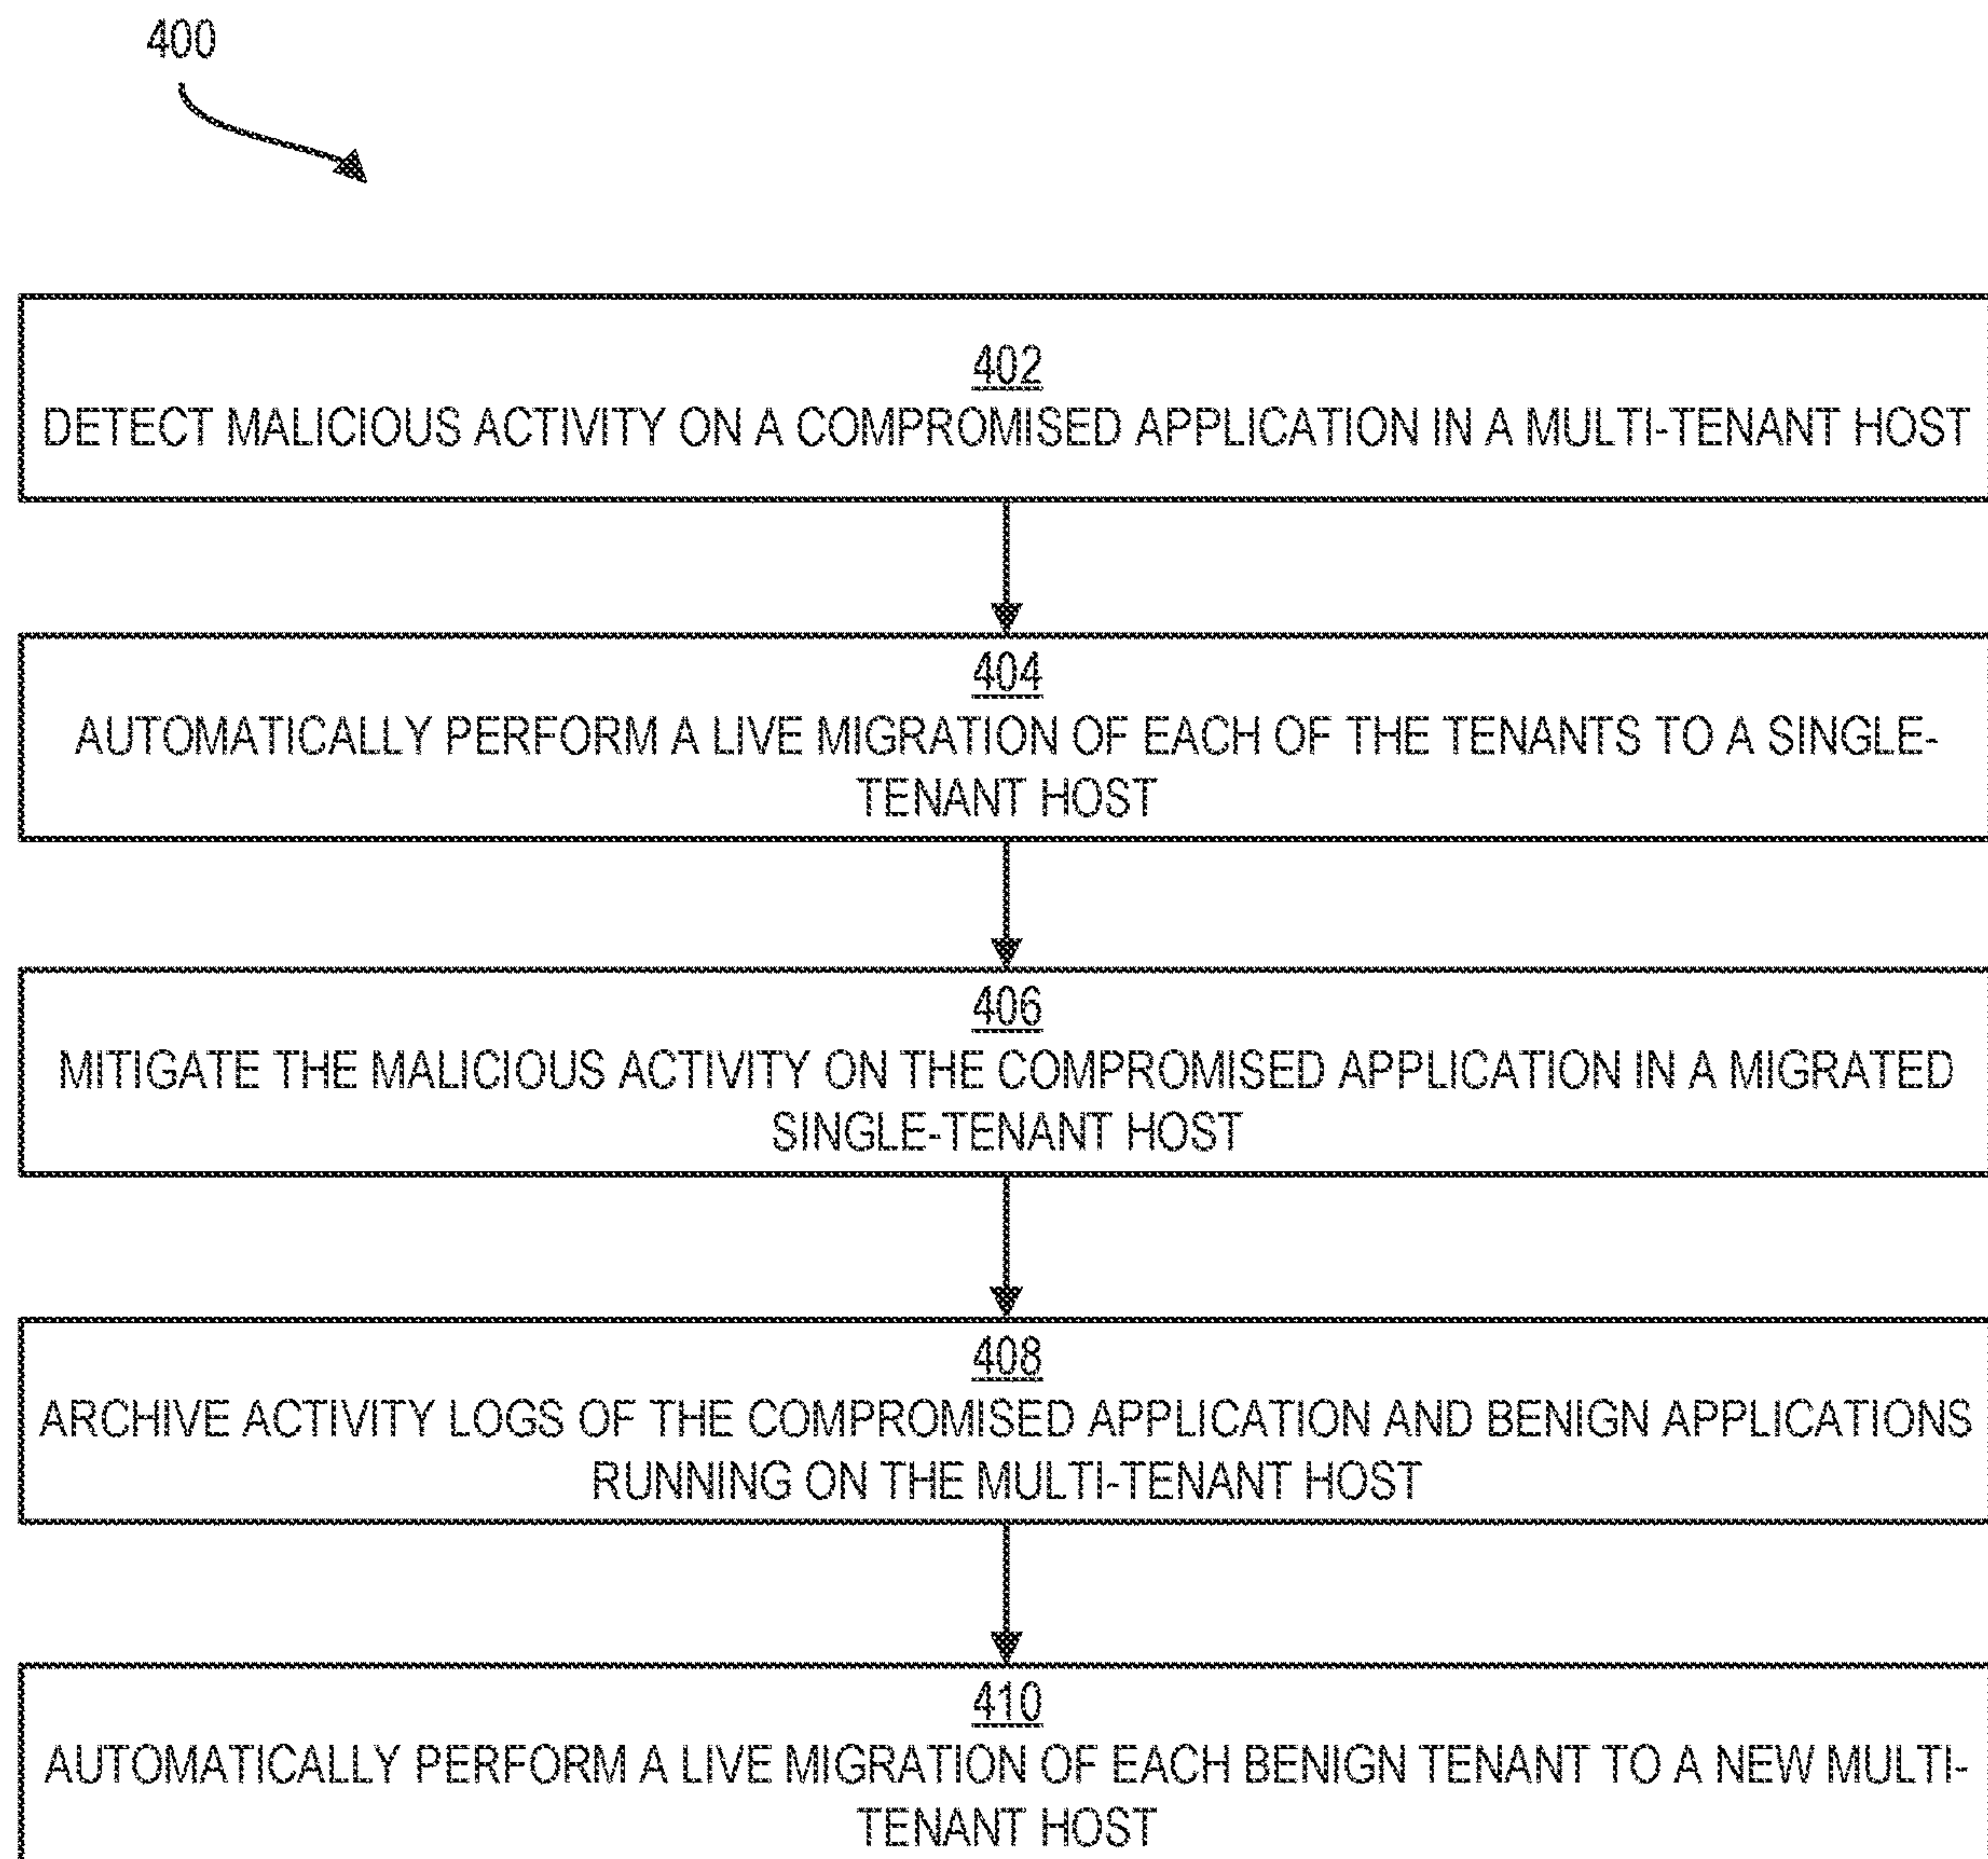 400
402
DETECT MALICIOUS ACTIVITY ON A COMPROMISED APPLICATION IN A MULTI-TENANT HOST
404
AUTOMATICALLY PERFORM A LIVE MIGRATION OF EACH OF THE TENANTS TO A SINGLE-
TENANT HOST
406
MITIGATE THE MALICIOUS ACTIVITY ON THE COMPROMISED APPLICATION IN A MIGRATED
SINGLE-TENANT HOST
408
ARCHIVE ACTIVITY LOGS OF THE COMPROMISED APPLICATION AND BENIGN APPLICATIONS
RUNNING ON THE MULTI-TENANT HOST
410
AUTOMATICALLY PERFORM A LIVE MIGRATION OF EACH BENIGN TENANT TO A NEW MULTI-
TENANT HOST